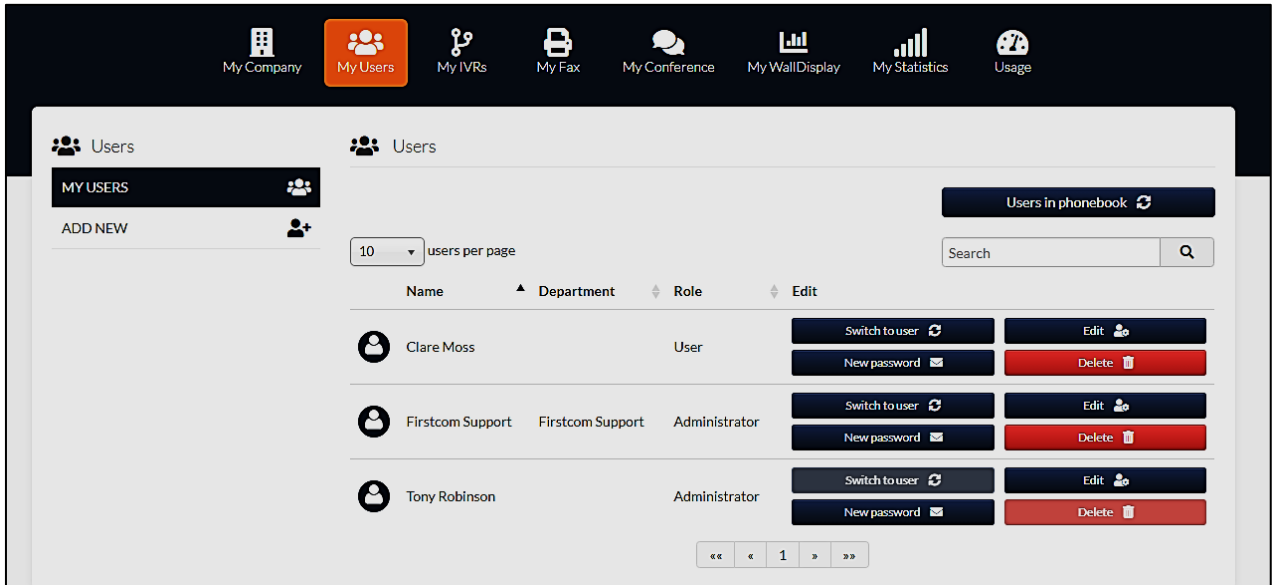 My Company My Users My IVRs My Fax My Conference My WallDisplay My Statistics Usage
Users
Users
MY USERS
ADD NEW
Users in phonebook
10 users per page
Search
Name Department Role Edit
Clare Moss User
Switch to user Edit
New password Delete
Firstcom Support Firstcom Support Administrator
Switch to user Edit
New password Delete
Tony Robinson Administrator
Switch to user Edit
New password Delete
«« « 1 » »»